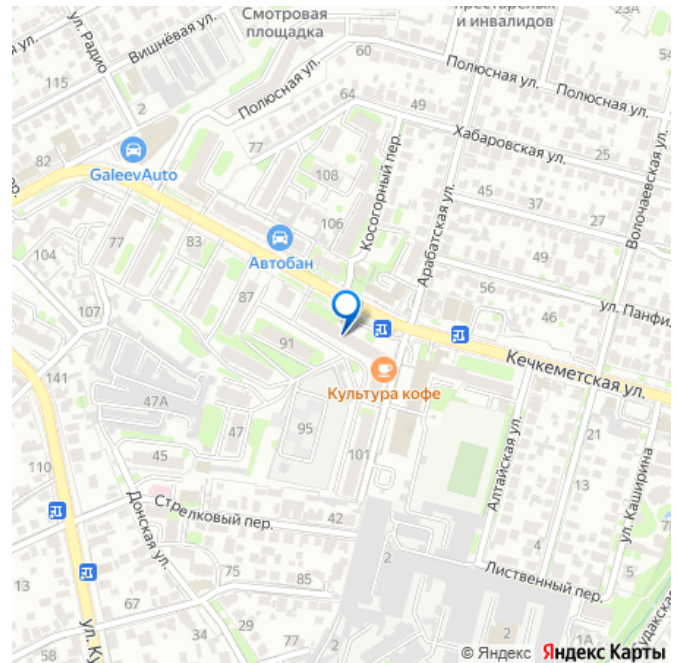 Смотровая
площадка
престарелых
и инвалидов
23А
54
ул. Радио
Вишнёвая ул.
115
2
60
Полюсная ул.
Полюсная ул.
Полюсная ул.
64
49
Хабаровская ул.
25
82
GaleevAuto
77
108
106
Косогорный пер.
Арабатская ул.
45
37
27
Волочаевская ул.
77
83
104
Автобан
49
56
ул. Панфи
46
107
87
91
Кечкеметская ул.
Культура кофе
141
47А
47
95
45
101
110
Алтайская ул.
21
13
ул. Каширина
Донская ул.
Стрелковый пер.
42
4
5
Лиственный пер.
13
75
85
67
34
77
29
2
2
1А
ул. Ку
удакска
© Яндекс Яндекс Карты